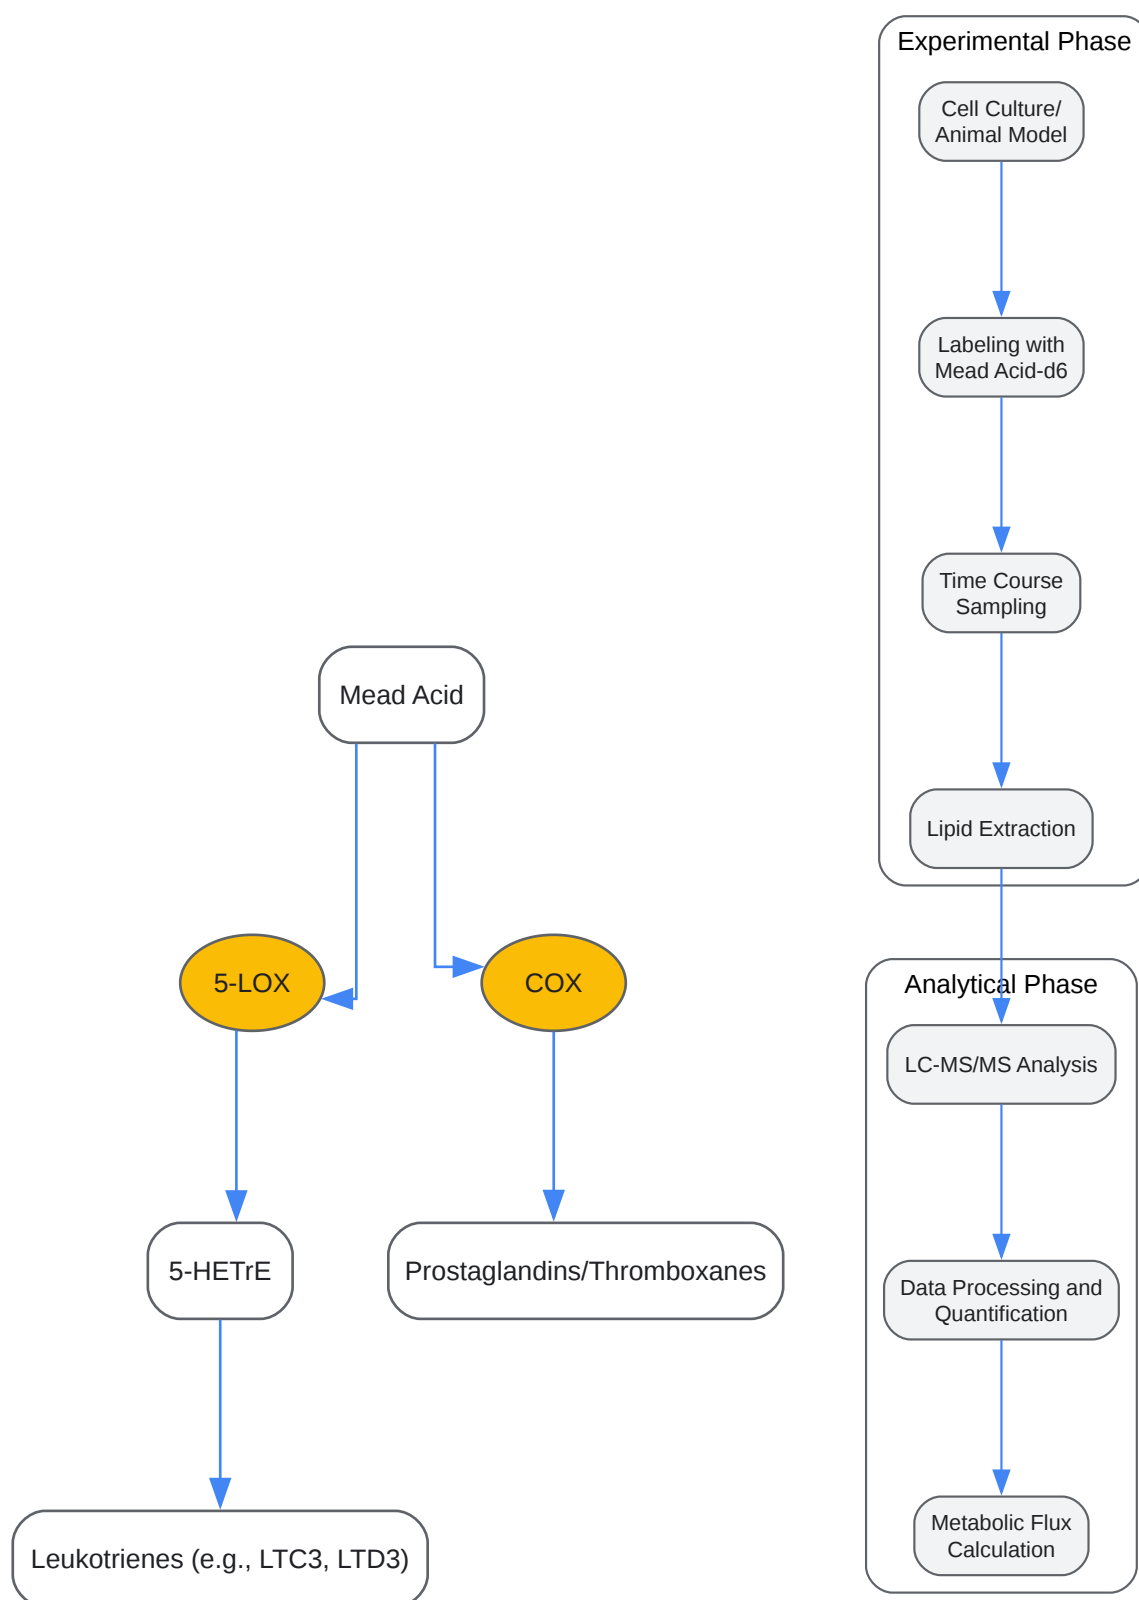 Experimental Phase
Cell Culture/
Animal Model
Labeling with
Mead Acid-d6
Time Course
Sampling
Lipid Extraction
Analytical Phase
LC-MS/MS Analysis
Data Processing and
Quantification
Metabolic Flux
Calculation
Mead Acid
5-LOX
COX
5-HETrE
Prostaglandins/Thromboxanes
Leukotrienes (e.g., LTC3, LTD3)